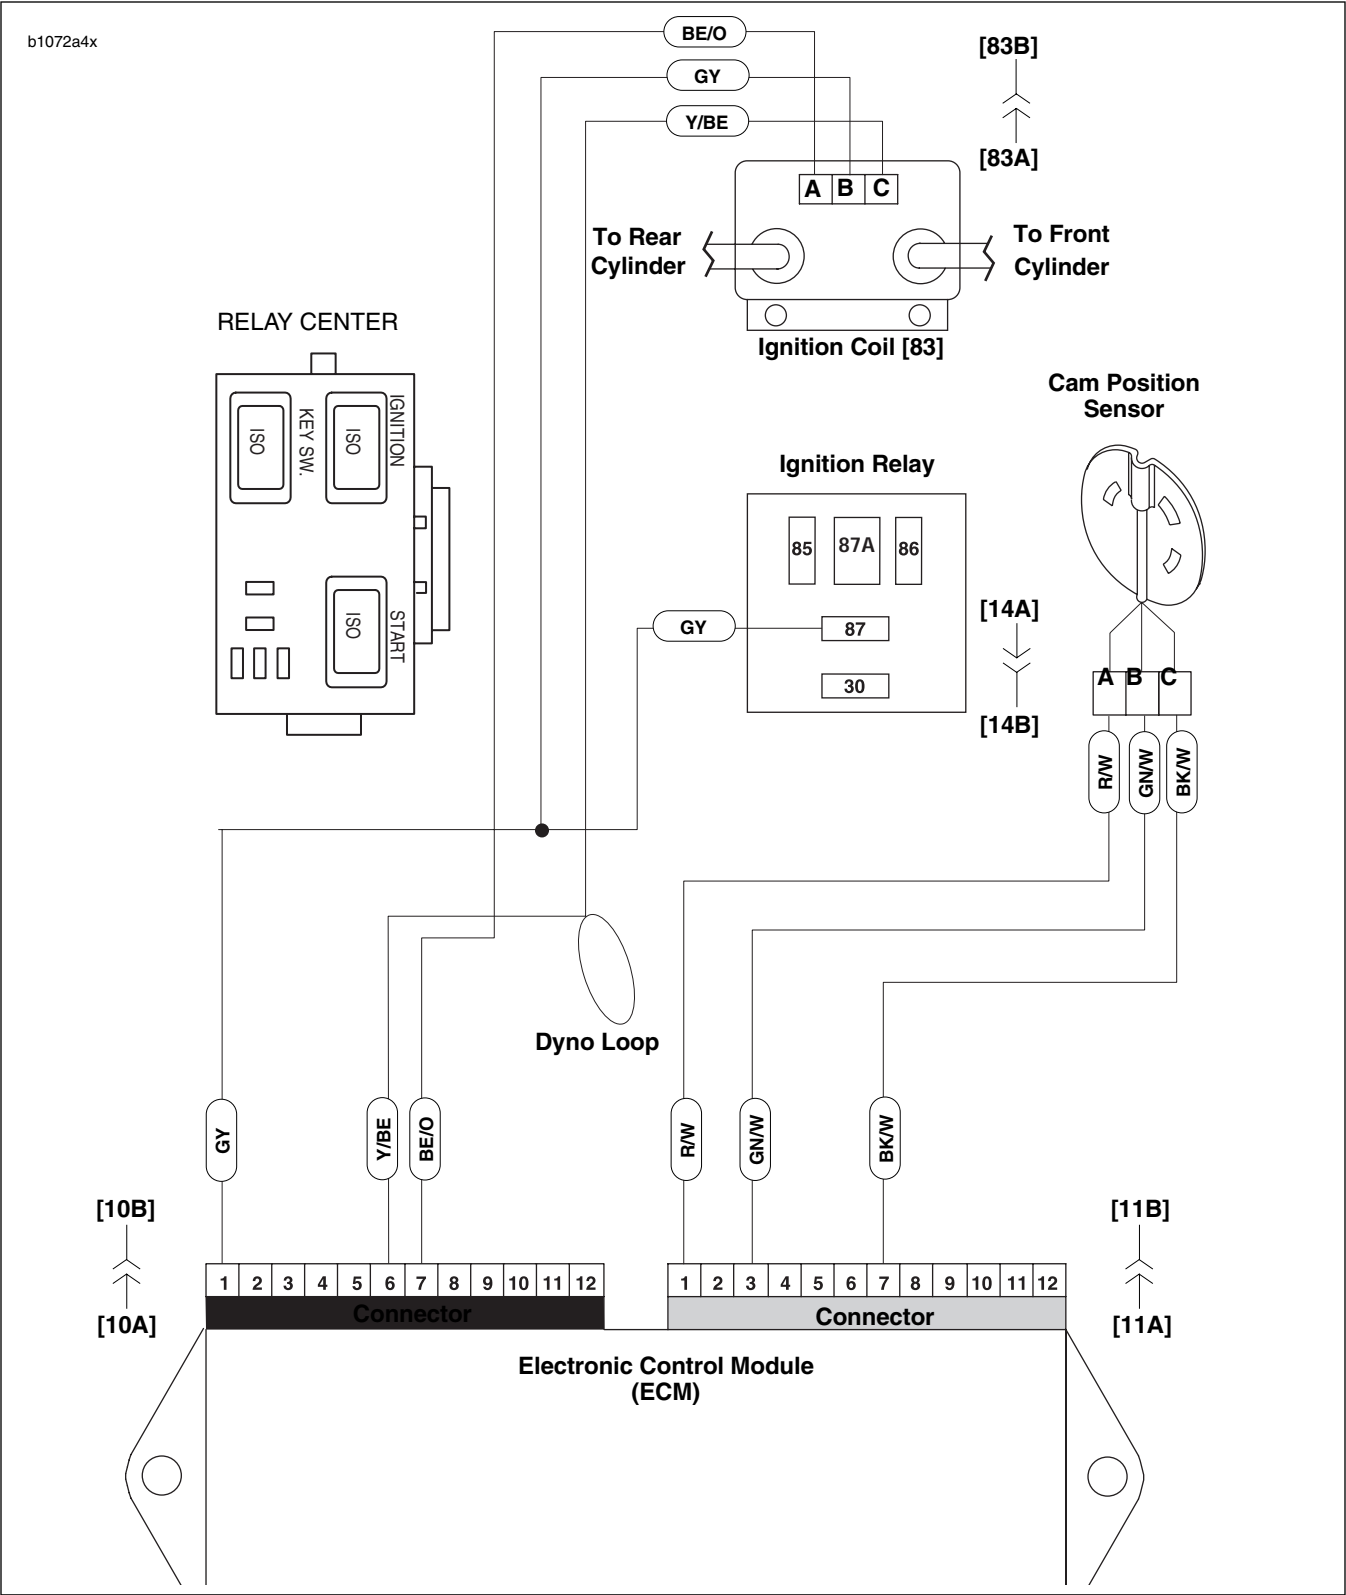 b1072a4x
BE/O
GY
Y/BE
[83B]
[83A]
A B C
To Rear
Cylinder
To Front
Cylinder
Ignition Coil [83]
RELAY CENTER
ISO
KEY SW.
ISO
IGNITION
ISO
START
Cam Position
Sensor
Ignition Relay
85 87A 86
87
30
GY
[14A]
[14B]
A B C
R/W
GN/W
BK/W
Dyno Loop
GY
Y/BE
BE/O
R/W
GN/W
BK/W
[10B]
[10A]
[11B]
[11A]
1 2 3 4 5 6 7 8 9 10 11 12
Connector
1 2 3 4 5 6 7 8 9 10 11 12
Connector
Electronic Control Module
(ECM)